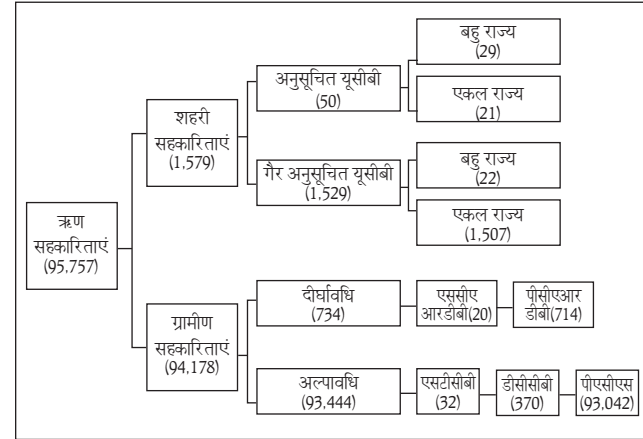 ऋण
सहकारिताएं
(95,757)
शहरी
सहकारिताएं
(1,579)
अनुसूचित यूसीबी
(50)
बहु राज्य
(29)
एकल राज्य
(21)
गैर अनुसूचित यूसीबी
(1,529)
बहु राज्य
(22)
एकल राज्य
(1,507)
ग्रामीण
सहकारिताएं
(94,178)
दीर्घावधि
(734)
एससीए
आरडीबी(20)
पीसीएआर
डीबी(714)
अल्पावधि
(93,444)
एसटीसीबी
(32)
डीसीसीबी
(370)
पीएसीएस
(93,042)